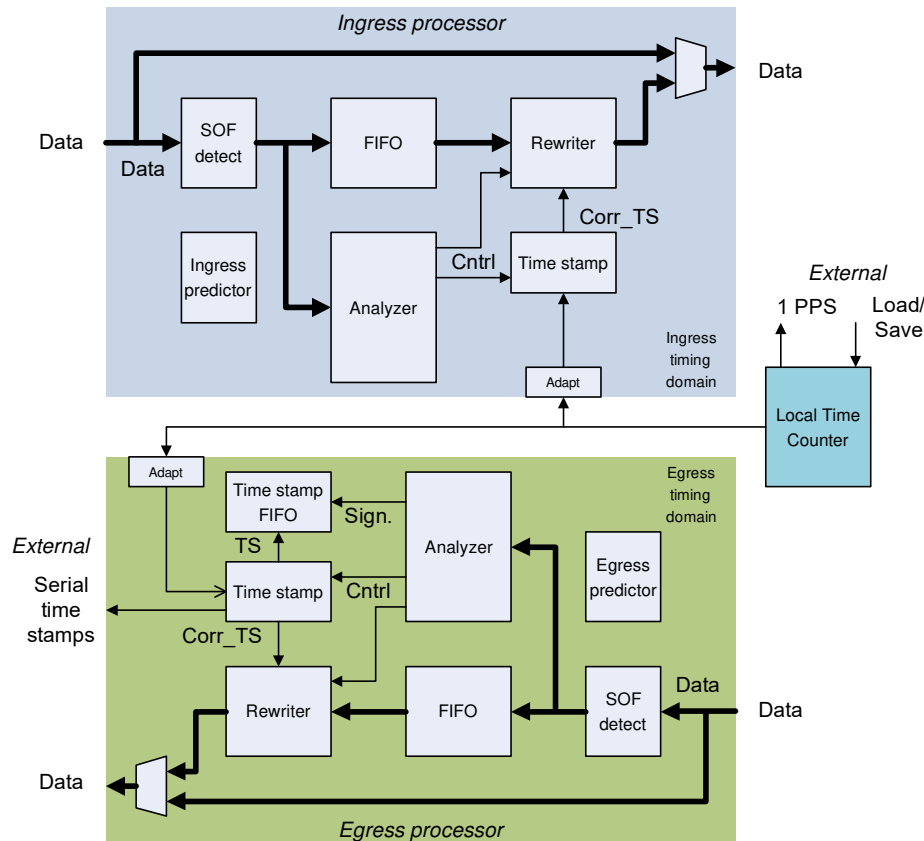 Ingress processor
Data
Data
SOF
detect
FIFO
Rewriter
Data
Corr_TS
Ingress
predictor
Analyzer
Cntrl
Time stamp
External
1 PPS
Load/
Save
Ingress
timing
domain
Adapt
Local Time
Counter
Adapt
Egress
timing
domain
Time stamp
FIFO
Sign.
Analyzer
TS
External
Serial
time
stamps
Time stamp
Cntrl
Egress
predictor
Corr_TS
Rewriter
FIFO
SOF
detect
Data
Data
Data
Egress processor